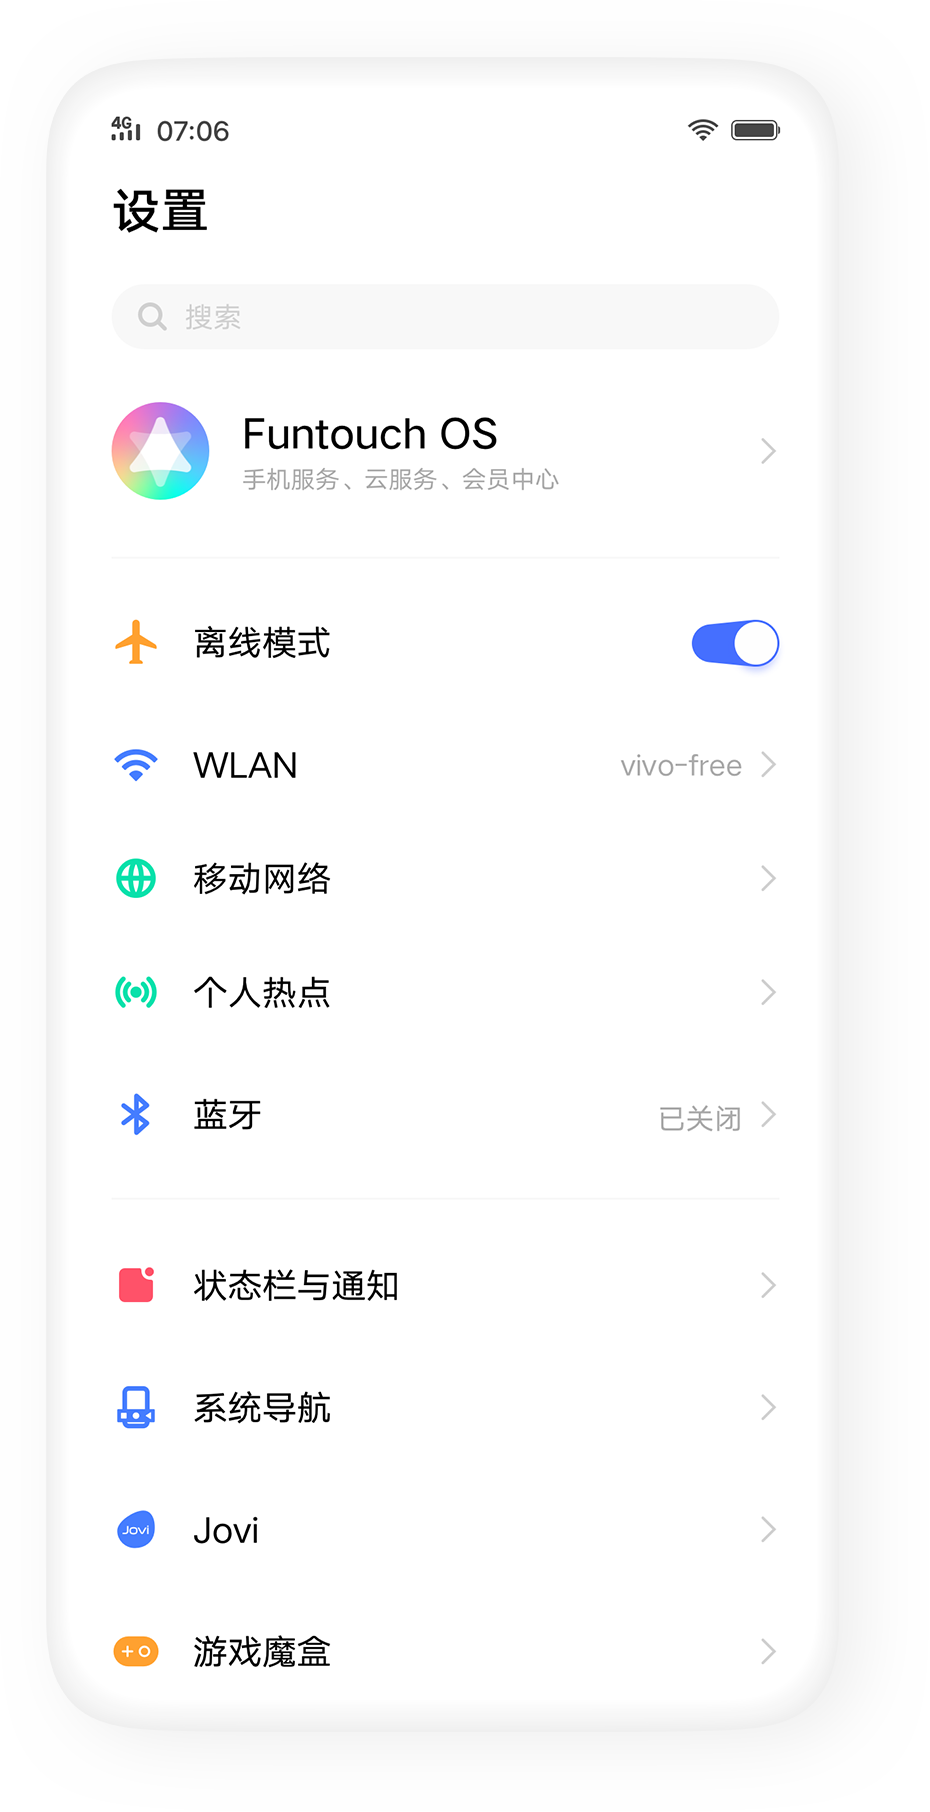 4G 07:06
设置
搜索
Funtouch OS
手机服务、云服务、会员中心
离线模式
WLAN vivo-free
移动网络
个人热点
蓝牙 已关闭
状态栏与通知
系统导航
Jovi Jovi
游戏魔盒